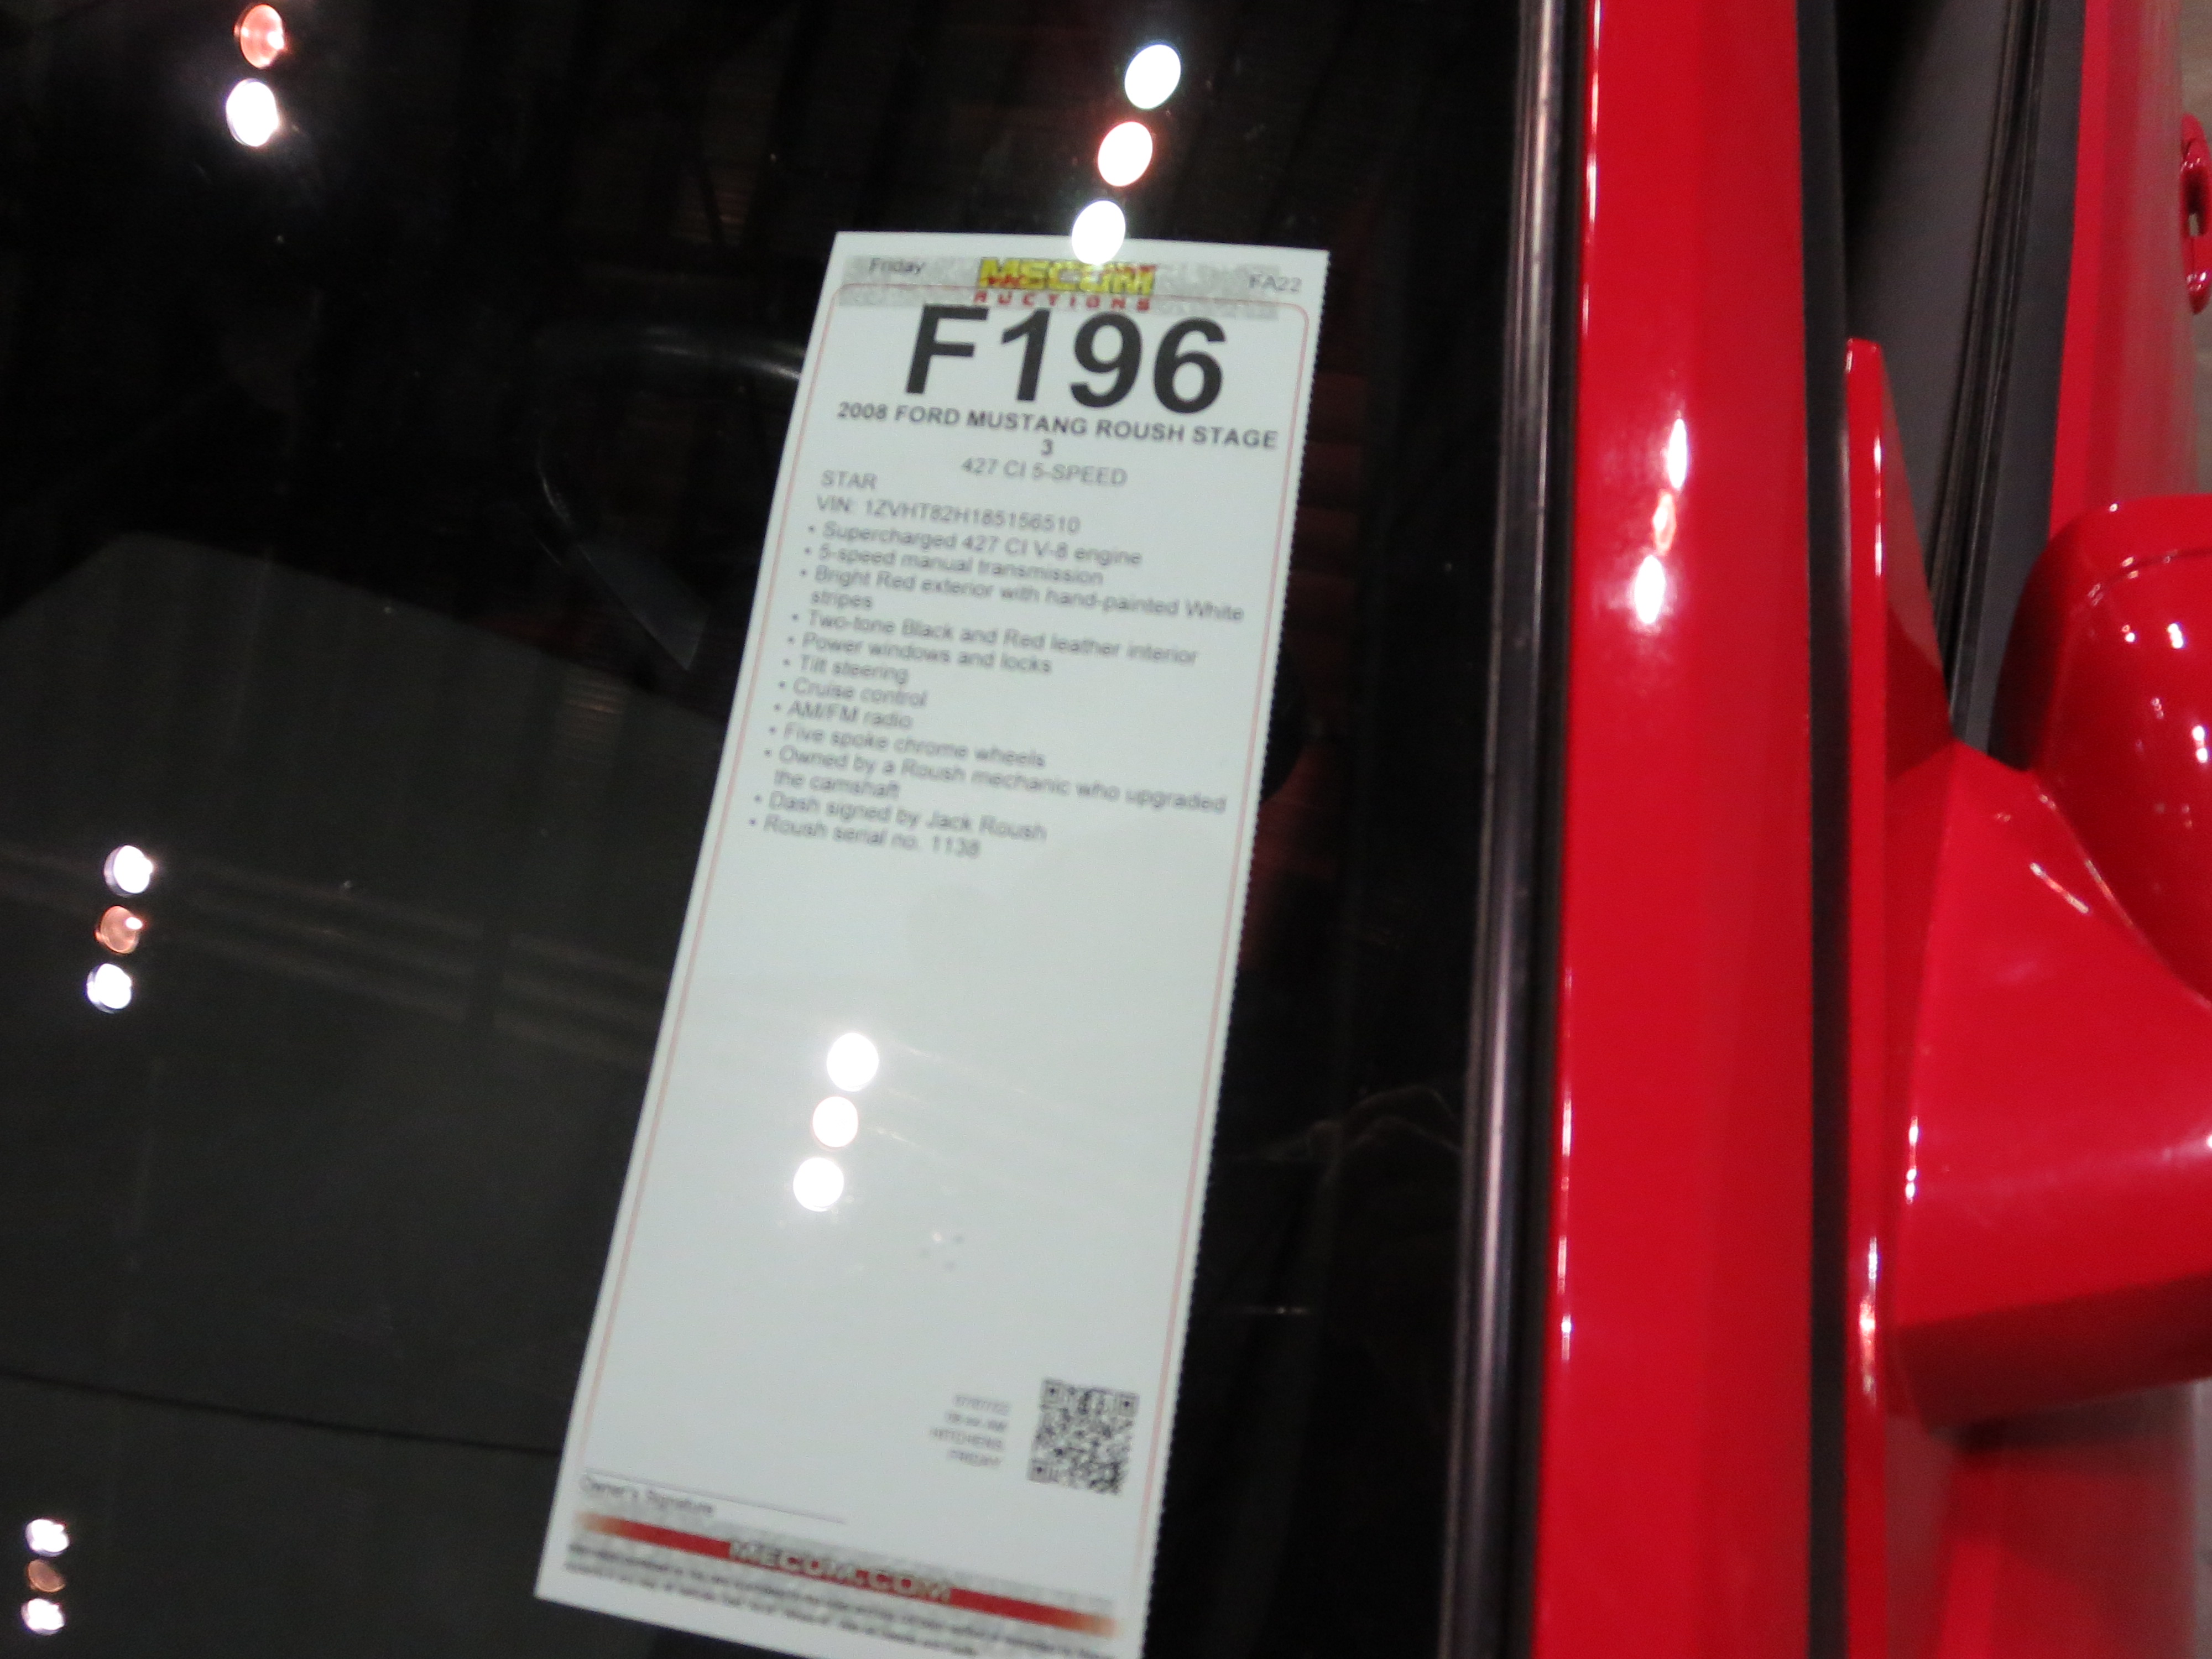 Friday MECUM FA22
AUCTIONS
F196
2008 FORD MUSTANG ROUSH STAGE
3
427 CI 5-SPEED
STAR
VIN: 1ZVHT82H185156510
• Supercharged 427 CI V-8 engine
• 5-speed manual transmission
• Bright Red exterior with hand-painted White
stripes
• Two-tone Black and Red leather interior
• Power windows and locks
• Tilt steering
• Cruise control
• AM/FM radio
• Five spoke chrome wheels
• Owned by a Roush mechanic who upgraded
the camshaft
• Dash signed by Jack Roush
• Roush serial no. 1138
HITCHENS
FRIDAY
Owner's Signature
MECUM.COM